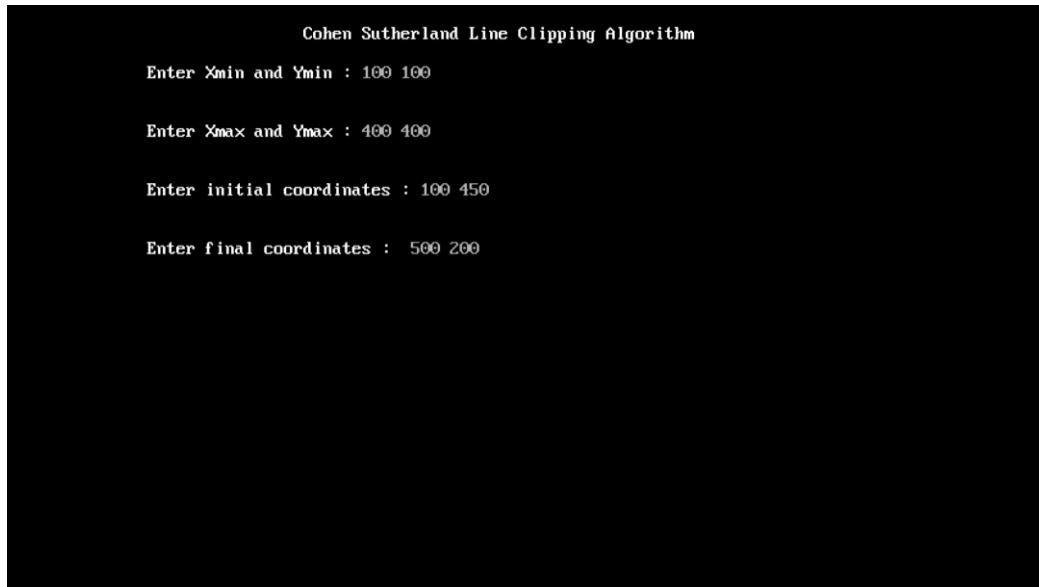 Cohen Sutherland Line Clipping Algorithm
Enter Xmin and Ymin : 100 100
Enter Xmax and Ymax : 400 400
Enter initial coordinates : 100 450
Enter final coordinates :  500 200